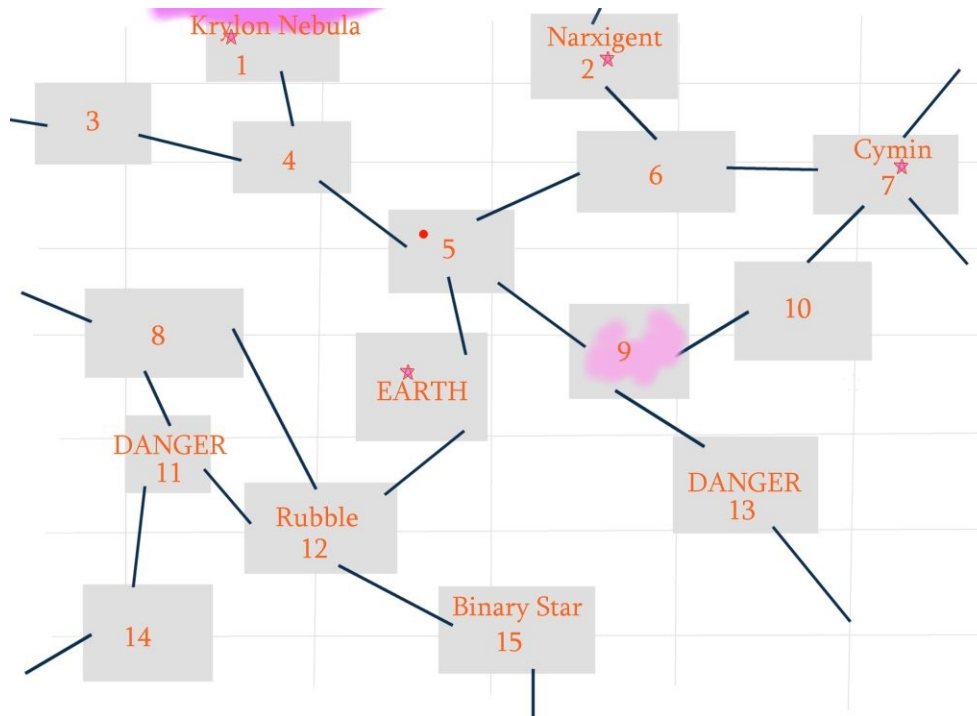 Krylon Nebula
1
Narxigent
2
3
4
6
Cymin
7
5
8
9
10
EARTH
DANGER
11
Rubble
12
DANGER
13
14
Binary Star
15